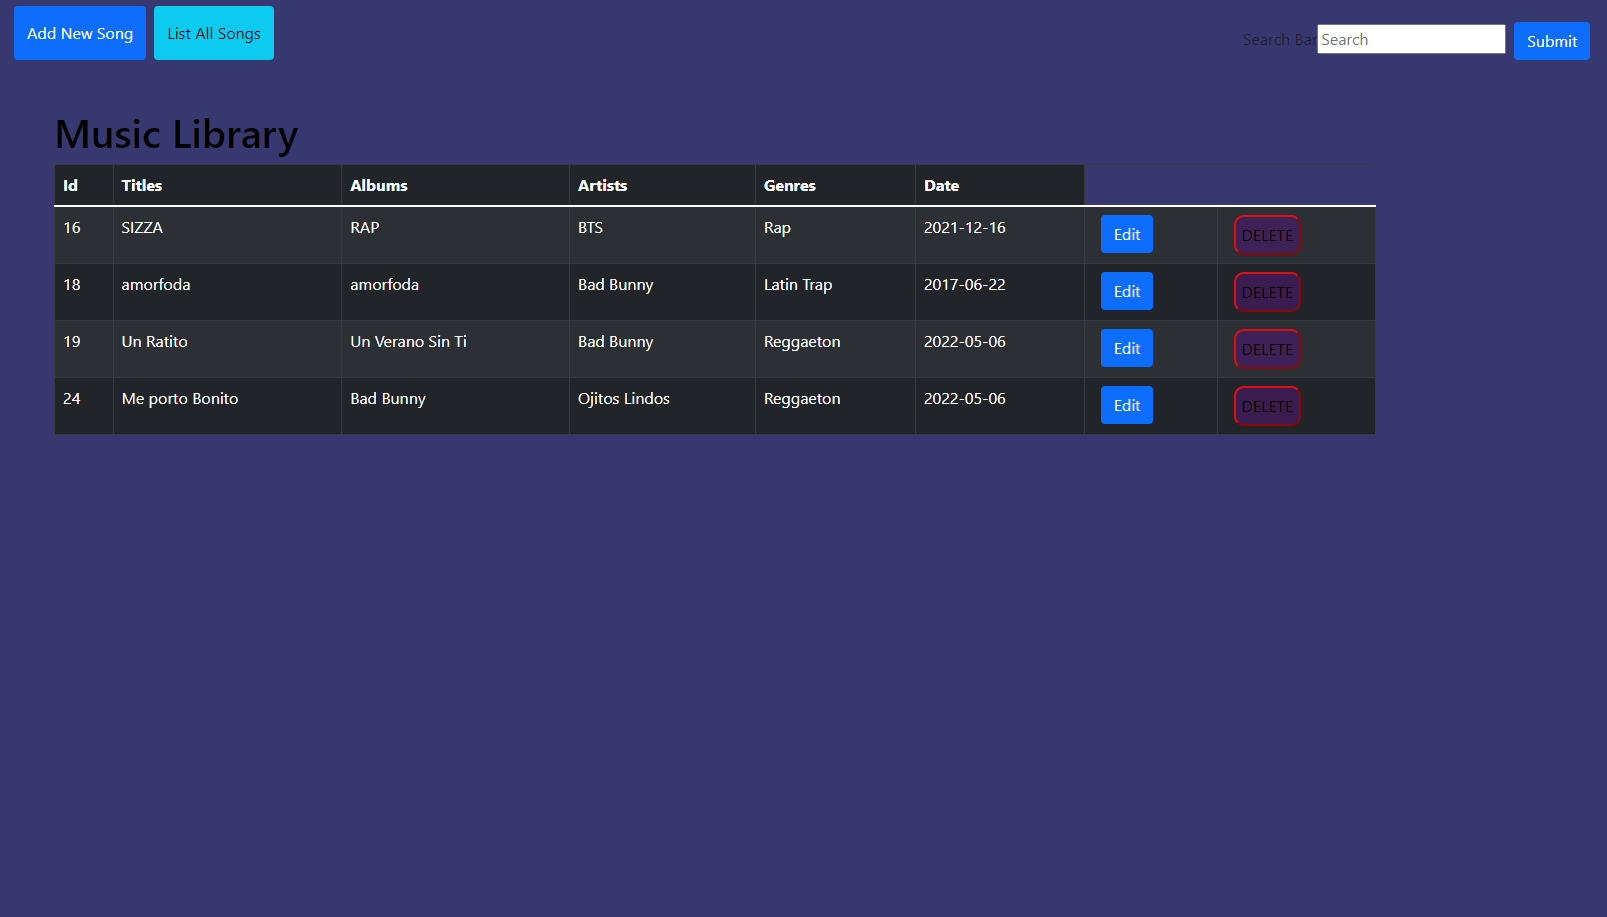 Add New Song List All Songs Search Bar Search Submit
Music Library
Id Titles Albums Artists Genres Date
16 SIZZA RAP BTS Rap 2021-12-16 Edit DELETE
18 amorfoda amorfoda Bad Bunny Latin Trap 2017-06-22 Edit DELETE
19 Un Ratito Un Verano Sin Ti Bad Bunny Reggaeton 2022-05-06 Edit DELETE
24 Me porto Bonito Bad Bunny Ojitos Lindos Reggaeton 2022-05-06 Edit DELETE